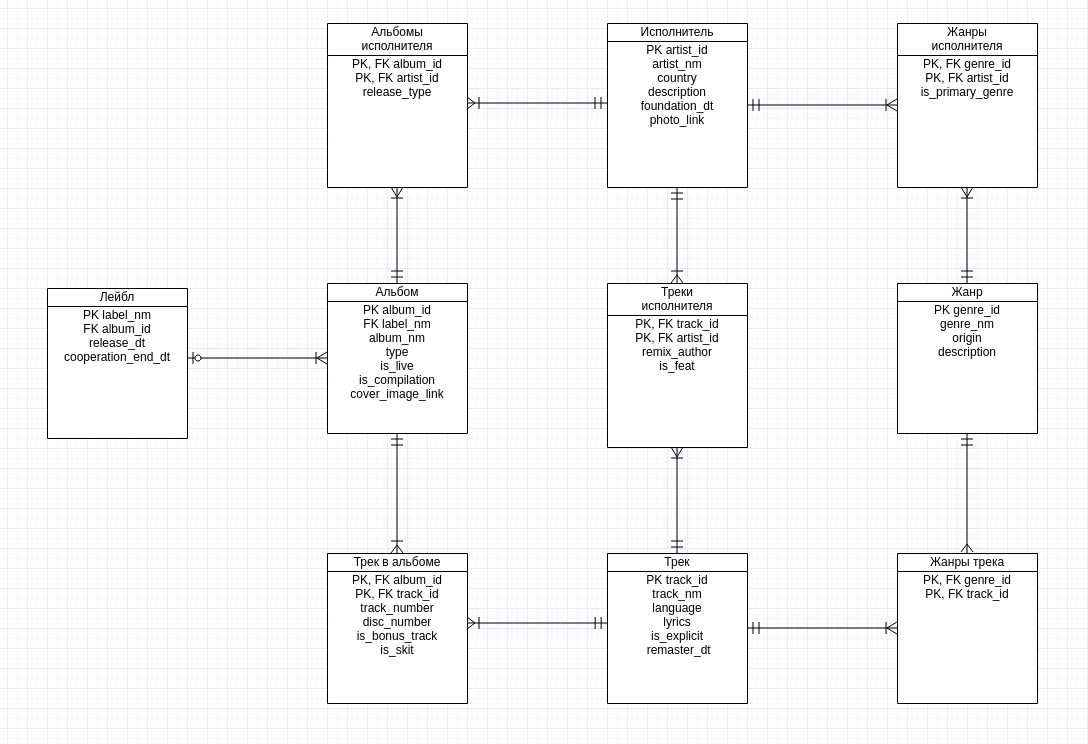 Альбомы
исполнителя
PK, FK album_id
PK, FK artist_id
release_type
Исполнитель
PK artist_id
artist_nm
country
description
foundation_dt
photo_link
Жанры
исполнителя
PK, FK genre_id
PK, FK artist_id
is_primary_genre
Лейбл
PK label_nm
FK album_id
release_dt
cooperation_end_dt
Альбом
PK album_id
FK label_nm
album_nm
type
is_live
is_compilation
cover_image_link
Треки
исполнителя
PK, FK track_id
PK, FK artist_id
remix_author
is_feat
Жанр
PK genre_id
genre_nm
origin
description
Трек в альбоме
PK, FK album_id
PK, FK track_id
track_number
disc_number
is_bonus_track
is_skit
Трек
PK track_id
track_nm
language
lyrics
is_explicit
remaster_dt
Жанры трека
PK, FK genre_id
PK, FK track_id